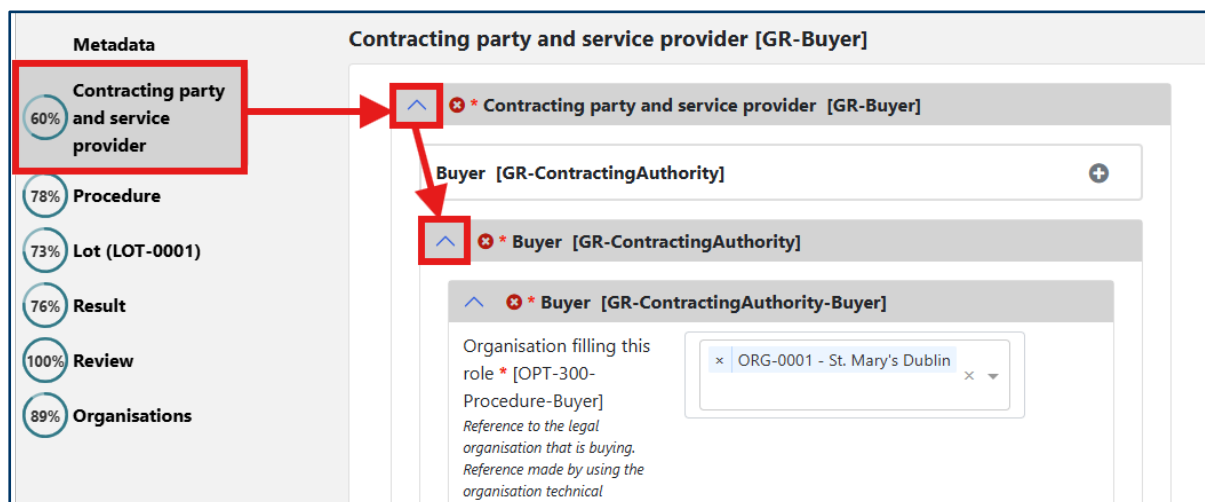 Metadata
60%
Contracting party
and service
provider
78%
Procedure
73%
Lot (LOT-0001)
76%
Result
100%
Review
89%
Organisations
Contracting party and service provider [GR-Buyer]
* Contracting party and service provider [GR-Buyer]
Buyer [GR-ContractingAuthority]
* Buyer [GR-ContractingAuthority]
* Buyer [GR-ContractingAuthority-Buyer]
Organisation filling this
role * [OPT-300-
Procedure-Buyer]
Reference to the legal
organisation that is buying.
Reference made by using the
organisation technical
× ORG-0001 - St. Mary's Dublin ×